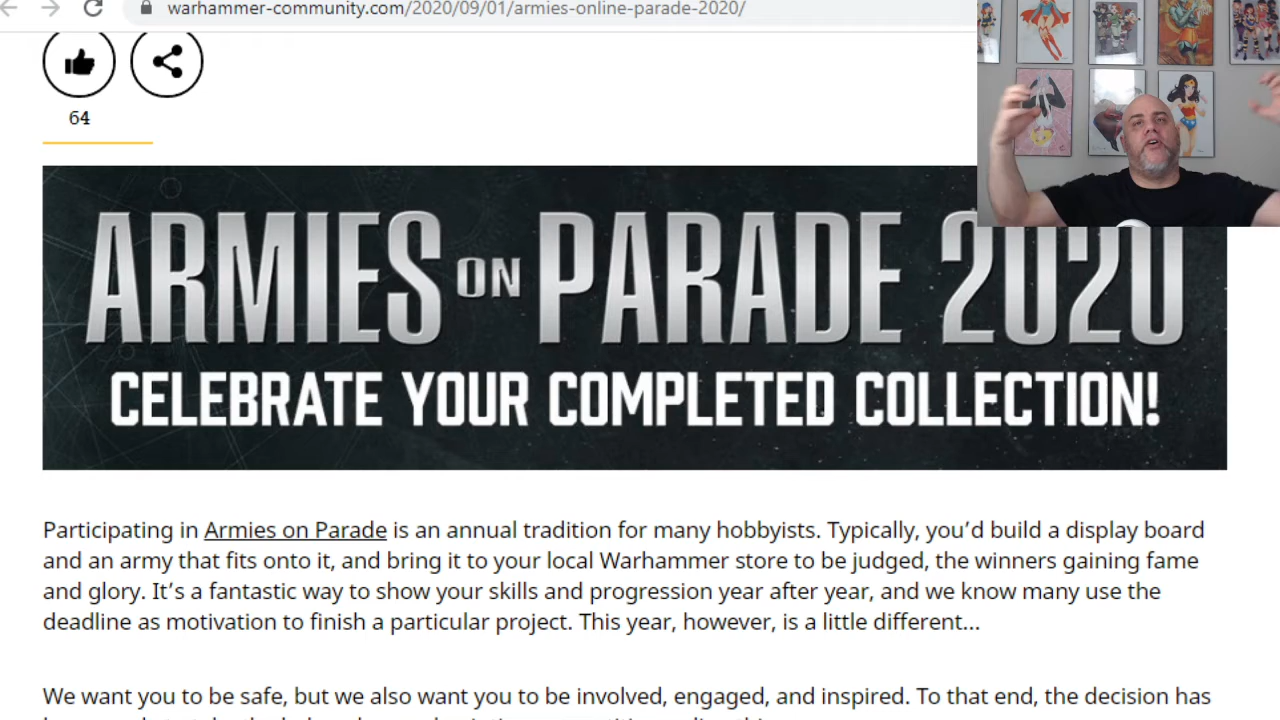 warhammer-community.com/2020/09/01/armies-online-parade-2020/
64
ARMIES ON PARADE 2020
CELEBRATE YOUR COMPLETED COLLECTION!
Participating in Armies on Parade is an annual tradition for many hobbyists. Typically, you’d build a display board
and an army that fits onto it, and bring it to your local Warhammer store to be judged, the winners gaining fame
and glory. It’s a fantastic way to show your skills and progression year after year, and we know many use the
deadline as motivation to finish a particular project. This year, however, is a little different…
We want you to be safe, but we also want you to be involved, engaged, and inspired. To that end, the decision has